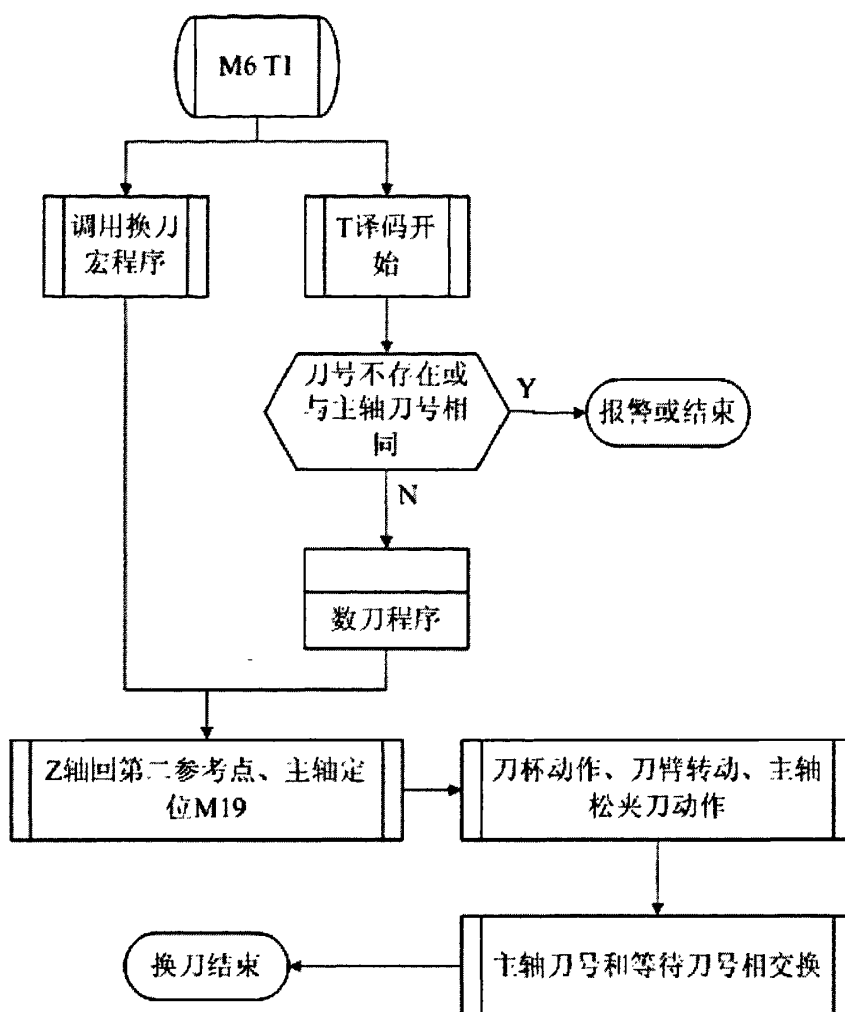 M6 T1
调用换刀
宏程序
T译码开
始
刀号不存在或
与主轴刀号相
同
Y
报警或结束
N
数刀程序
Z轴回第二参考点、主轴定
位M19
刀杯动作、刀臂转动、主轴
松夹刀动作
主轴刀号和等待刀号相交换
换刀结束